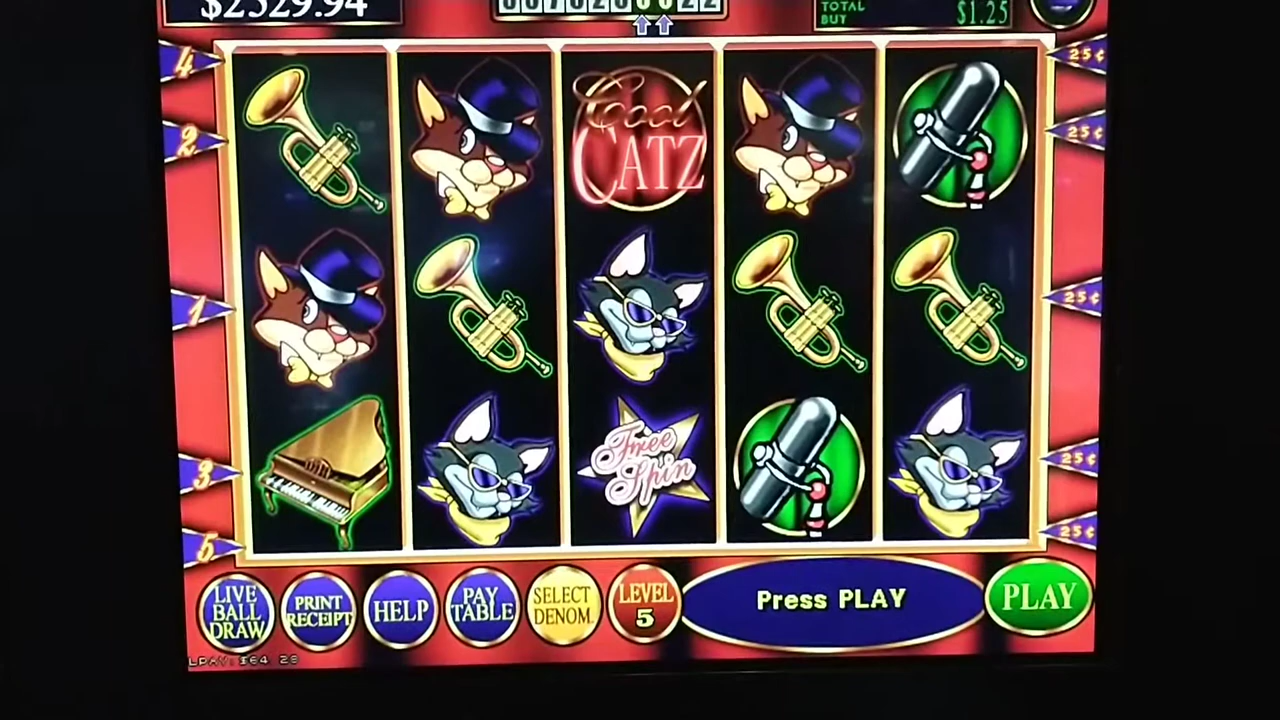 $2529.94
TOTAL
BUY
$1.25
4
25¢
Cool
CATZ
2
25¢
1
25¢
Free
Spin
3
25¢
5
25¢
LIVE
BALL
DRAW
PRINT
RECEIPT
HELP
PAY
TABLE
SELECT
DENOM.
LEVEL
5
Press PLAY
PLAY